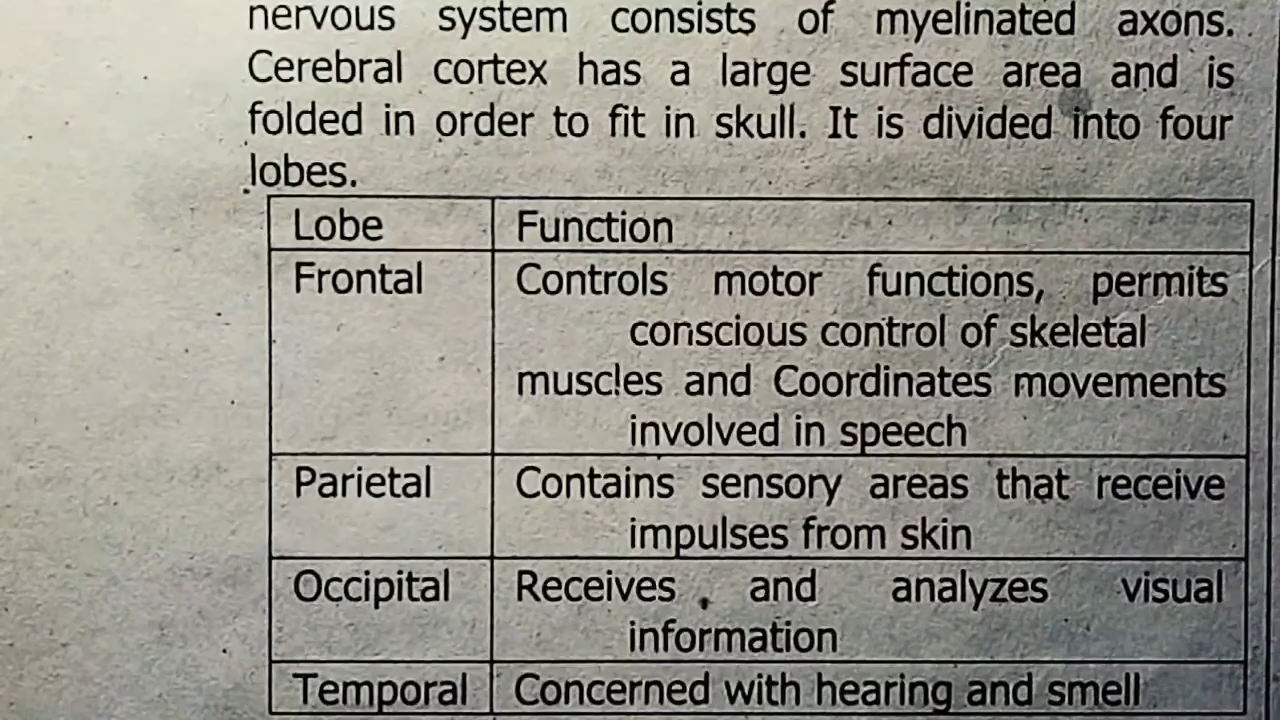 nervous system consists of myelinated axons.
Cerebral cortex has a large surface area and is
folded in order to fit in skull. It is divided into four
lobes.
Lobe Function
Frontal Controls motor functions, permits
conscious control of skeletal
muscles and Coordinates movements
involved in speech
Parietal Contains sensory areas that receive
impulses from skin
Occipital Receives and analyzes visual
information
Temporal Concerned with hearing and smell